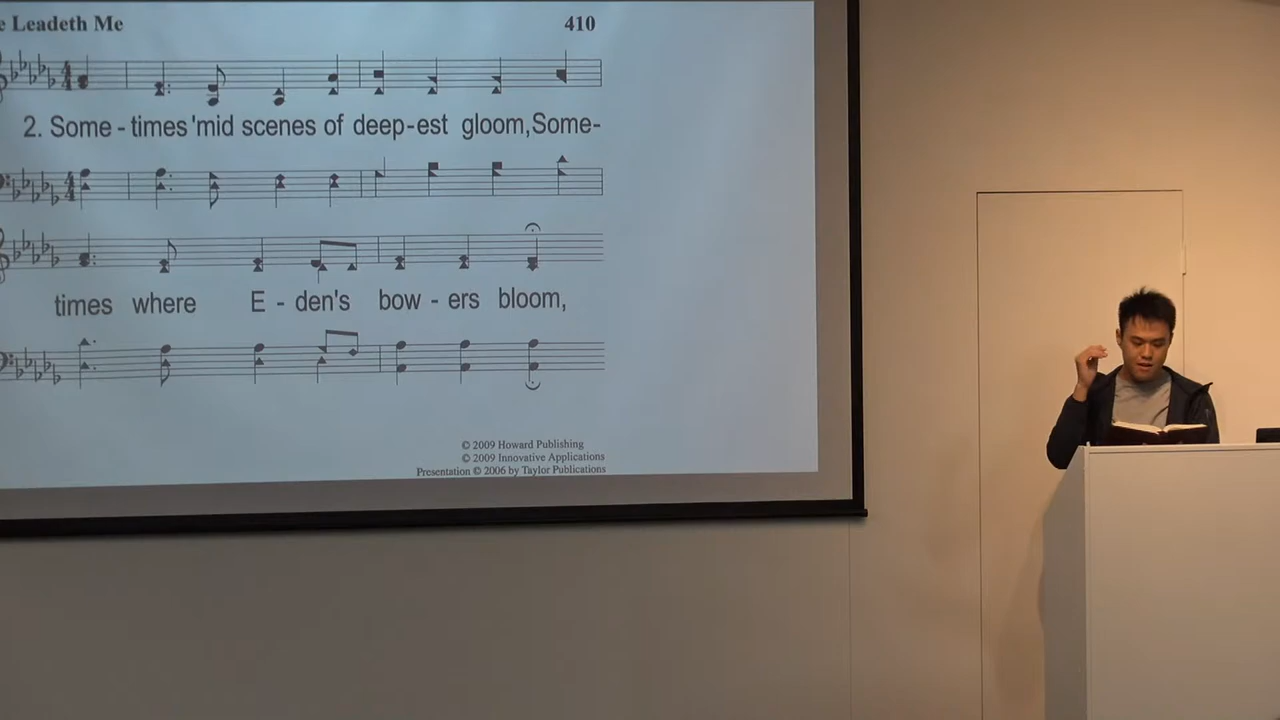 e Leadeth Me 410
2. Some - times 'mid scenes of deep-est gloom,Some-
times where E - den's bow - ers bloom,
© 2009 Howard Publishing
© 2009 Innovative Applications
Presentation © 2006 by Taylor Publications